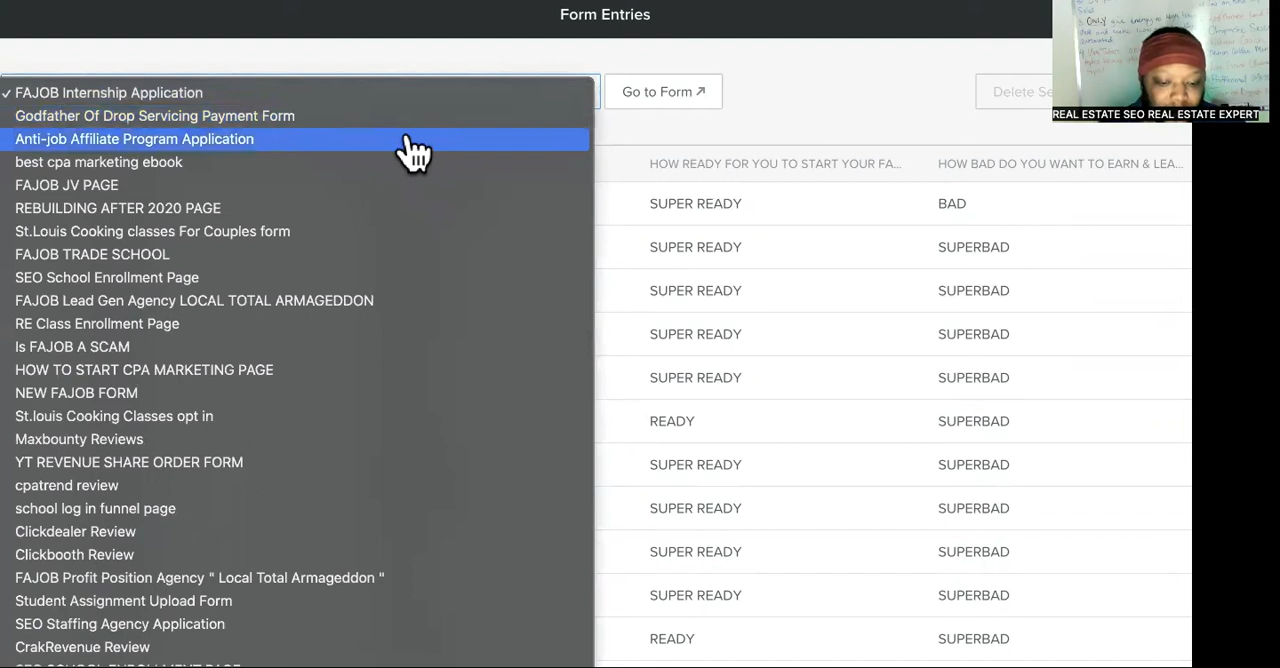 Form Entries
REAL ESTATE SEO REAL ESTATE EXPERT
✓ FAJOB Internship Application
Go to Form ↗
Delete Se
Godfather Of Drop Servicing Payment Form
Anti-job Affiliate Program Application
best cpa marketing ebook
FAJOB JV PAGE
REBUILDING AFTER 2020 PAGE
St.Louis Cooking classes For Couples form
FAJOB TRADE SCHOOL
SEO School Enrollment Page
FAJOB Lead Gen Agency LOCAL TOTAL ARMAGEDDON
RE Class Enrollment Page
Is FAJOB A SCAM
HOW TO START CPA MARKETING PAGE
NEW FAJOB FORM
St.louis Cooking Classes opt in
Maxbounty Reviews
YT REVENUE SHARE ORDER FORM
cpatrend review
school log in funnel page
Clickdealer Review
Clickbooth Review
FAJOB Profit Position Agency " Local Total Armageddon "
Student Assignment Upload Form
SEO Staffing Agency Application
CrakRevenue Review
HOW READY FOR YOU TO START YOUR FA... HOW BAD DO YOU WANT TO EARN & LEA...
SUPER READY BAD
SUPER READY SUPERBAD
SUPER READY SUPERBAD
SUPER READY SUPERBAD
SUPER READY SUPERBAD
READY SUPERBAD
SUPER READY SUPERBAD
SUPER READY SUPERBAD
SUPER READY SUPERBAD
SUPER READY SUPERBAD
READY SUPERBAD